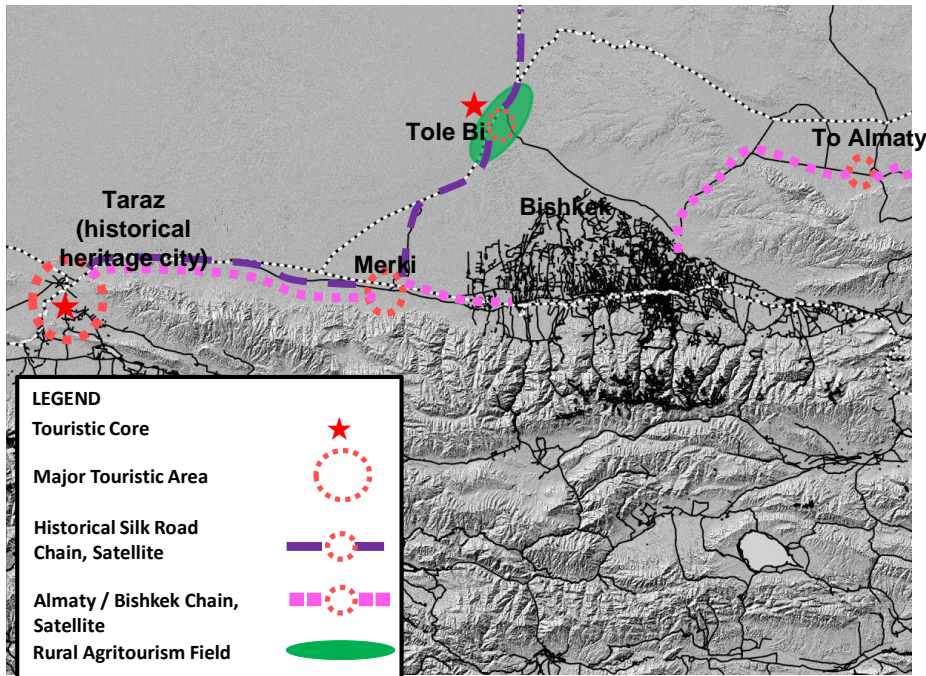 Tole Bi
To Almaty
Taraz
(historical
heritage city)
Bishkek
Merki
LEGEND
Touristic Core
Major Touristic Area
Historical Silk Road
Chain, Satellite
Almaty / Bishkek Chain,
Satellite
Rural Agritourism Field